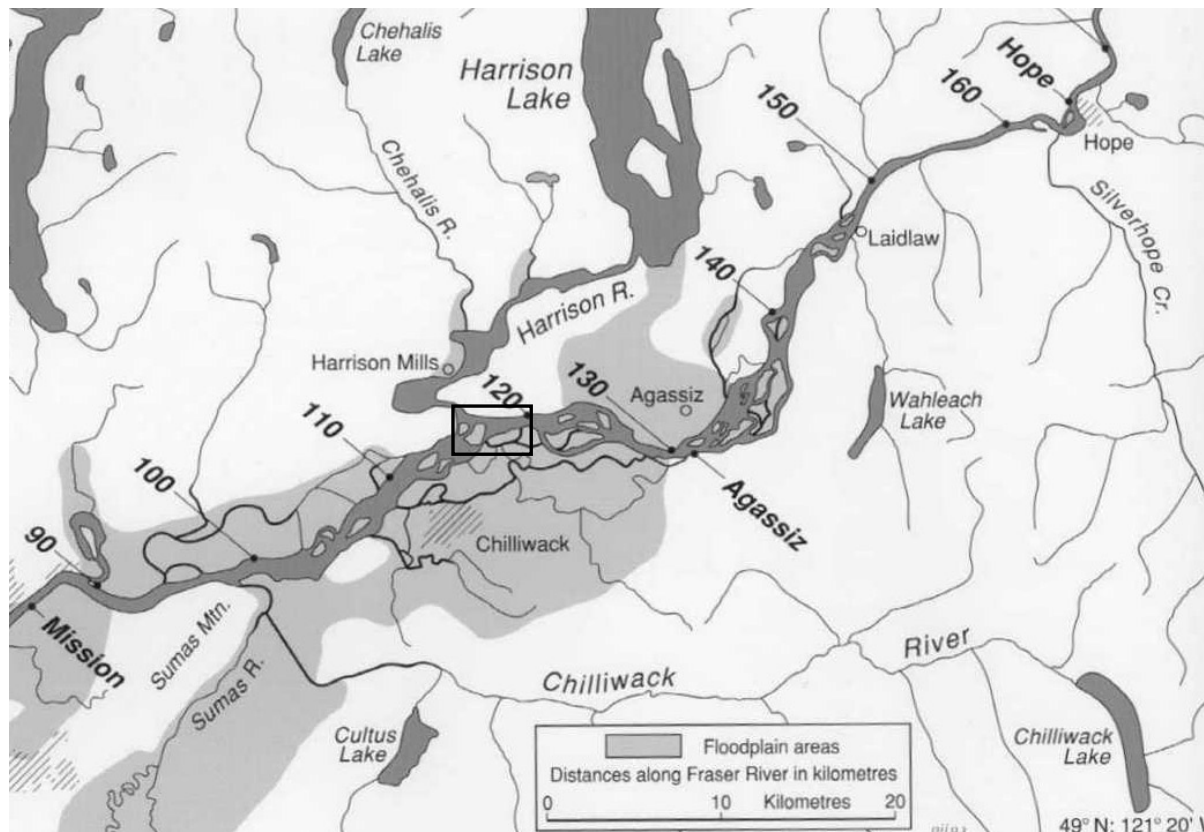 Chehalis
Lake
Harrison
Lake
Hope
160
150
Hope
Chehalis R.
Silverhope Cr.
Laidlaw
140
Harrison R.
Harrison Mills
120
130
Agassiz
Wahleach
Lake
110
100
Agassiz
Chilliwack
90
Mission
Sumas Mtn.
Sumas R.
River
Chilliwack
Cultus
Lake
Chilliwack
Lake
Floodplain areas
Distances along Fraser River in kilometres
0 10 Kilometres 20
49° N: 121° 20'